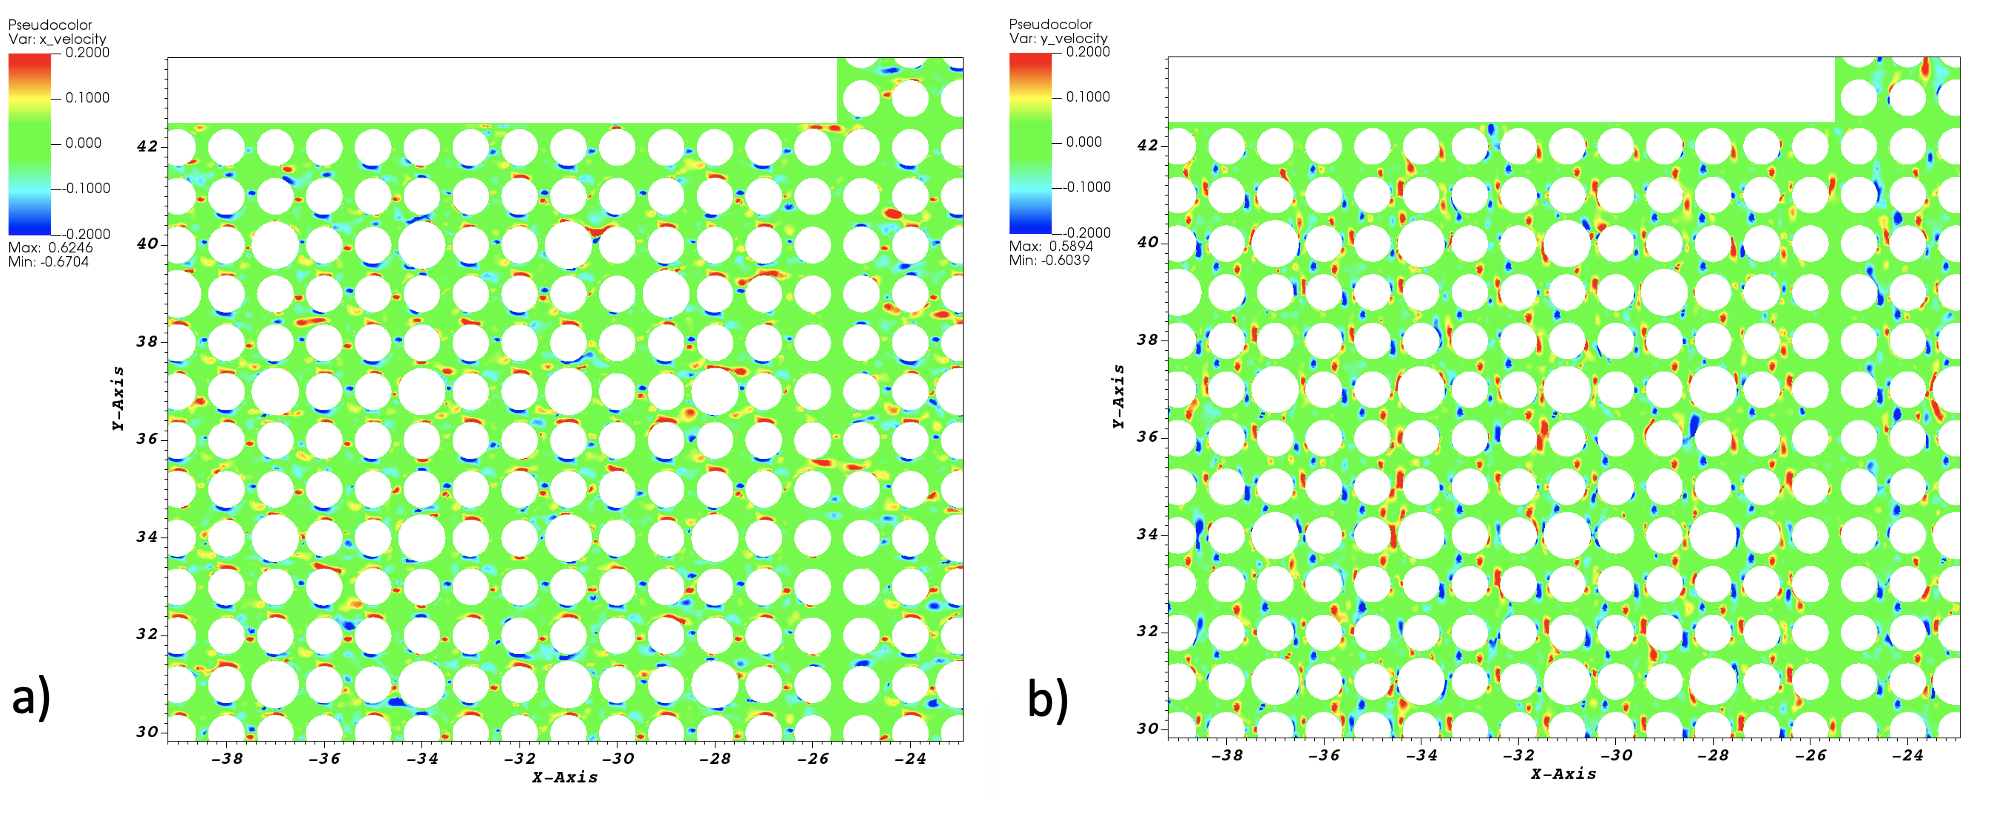 Pseudocolor
Var: x_velocity
0.2000
0.1000
0.000
-0.1000
-0.2000
Max: 0.6246
Min: -0.6704
42
40
38
36
34
32
30
Y-Axis
-38
-36
-34
-32
-30
-28
-26
-24
X-Axis
a)
Pseudocolor
Var: y_velocity
0.2000
0.1000
0.000
-0.1000
-0.2000
Max: 0.5894
Min: -0.6039
42
40
38
36
34
32
30
Y-Axis
-38
-36
-34
-32
-30
-28
-26
-24
X-Axis
b)